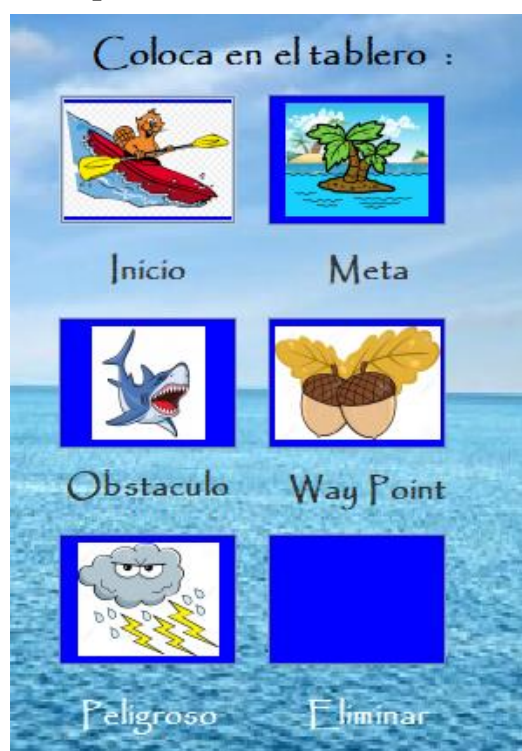 Coloca en el tablero :
Inicio Meta
Obstaculo Way Point
Peligroso Eliminar